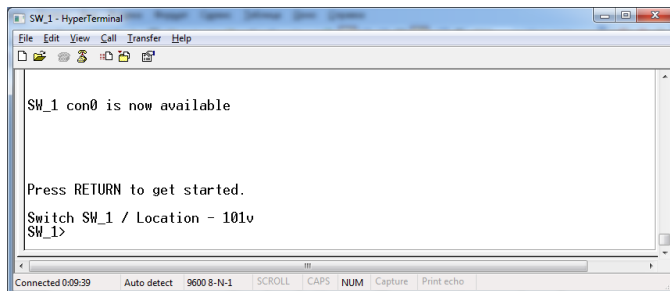 SW_1 - HyperTerminal
File Edit View Call Transfer Help
SW_1 con0 is now available
Press RETURN to get started.
Switch SW_1 / Location - 101v
SW_1>
Connected 0:09:39 Auto detect 9600 8-N-1 SCROLL CAPS NUM Capture Print echo